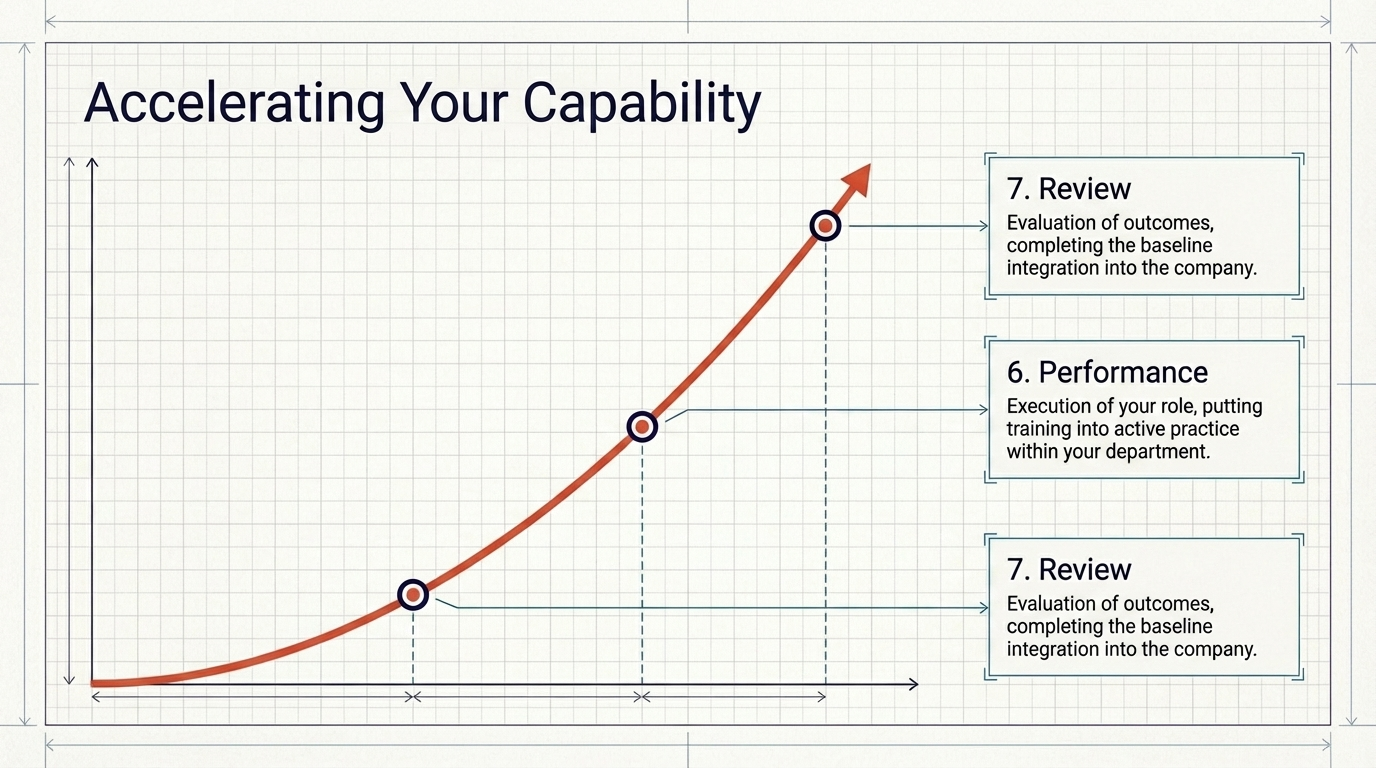 Accelerating Your Capability
7. Review
Evaluation of outcomes,
completing the baseline
integration into the company.
6. Performance
Execution of your role, putting
training into active practice
within your department.
7. Review
Evaluation of outcomes,
completing the baseline
integration into the company.